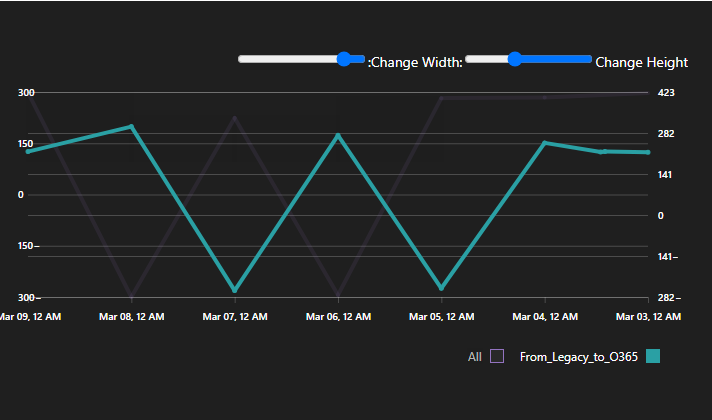 :Change Width: Change Height
300 423
282
150 141
0 0
150− 141−
300− 282−
Mar 09, 12 AM Mar 08, 12 AM Mar 07, 12 AM Mar 06, 12 AM Mar 05, 12 AM Mar 04, 12 AM Mar 03, 12 AM
All From_Legacy_to_O365